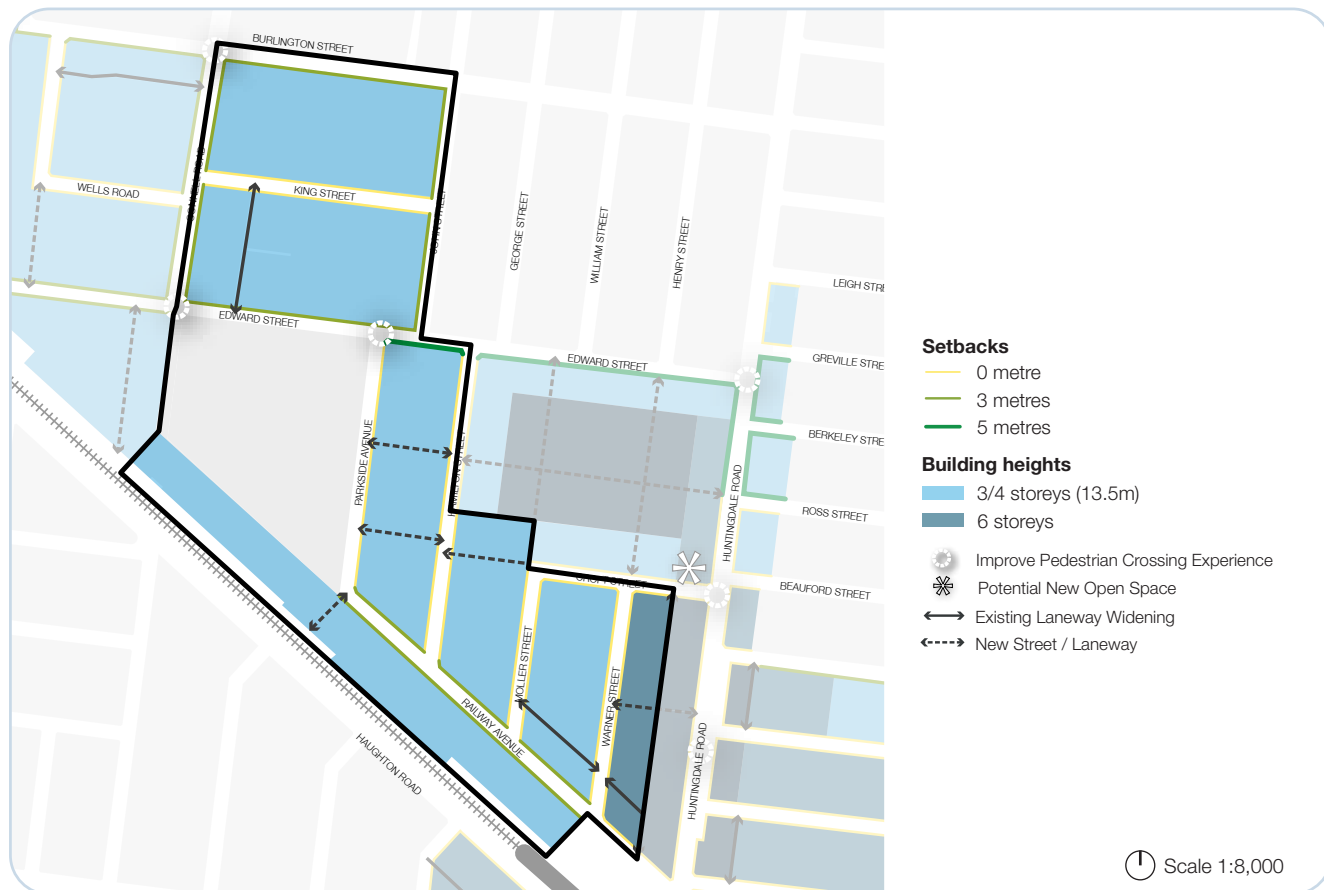 BURLINGTON STREET
WELLS ROAD
KING STREET
GEORGE STREET
WILLIAM STREET
HENRY STREET
LEIGH STRE
EDWARD STREET
EDWARD STREET
GREVILLE STRE
BERKELEY STRE
PARKSIDE AVENUE
HUNTINGDALE ROAD
ROSS STREET
BEAUFORD STREET
MOLLER STREET
WARNER STREET
RAILWAY AVENUE
HAUGHTON ROAD
HUNTINGDALE ROAD
Setbacks
0 metre
3 metres
5 metres
Building heights
3/4 storeys (13.5m)
6 storeys
Improve Pedestrian Crossing Experience
Potential New Open Space
Existing Laneway Widening
New Street / Laneway
Scale 1:8,000